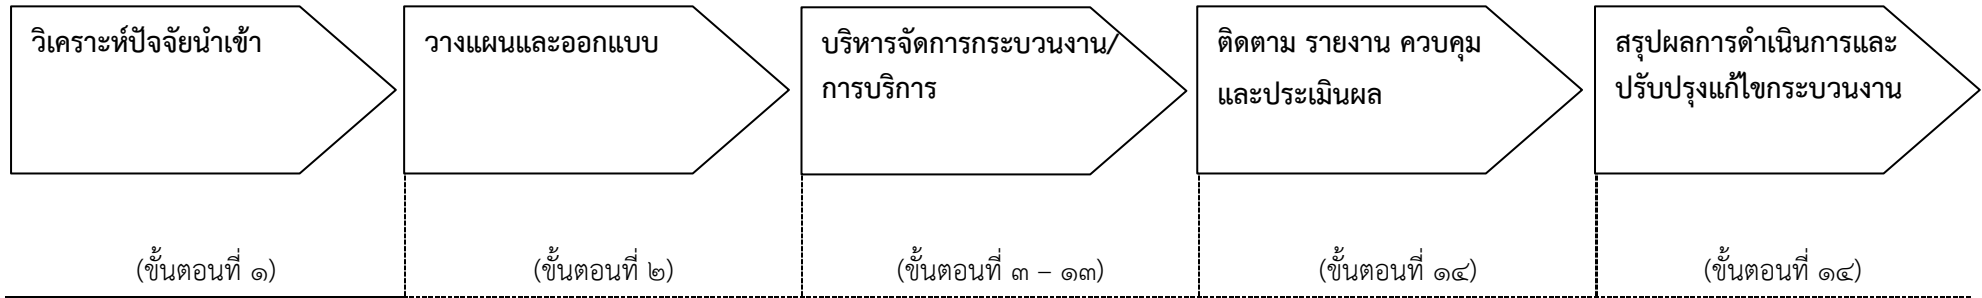 วิเคราะห์ปัจจัยนำเข้า
วางแผนและออกแบบ
บริหารจัดการกระบวนงาน/
การบริการ
ติดตาม รายงาน ควบคุม
และประเมินผล
สรุปผลการดำเนินการและ
ปรับปรุงแก้ไขกระบวนงาน
(ขั้นตอนที่ ๑)
(ขั้นตอนที่ ๒)
(ขั้นตอนที่ ๓ – ๑๓)
(ขั้นตอนที่ ๑๔)
(ขั้นตอนที่ ๑๔)